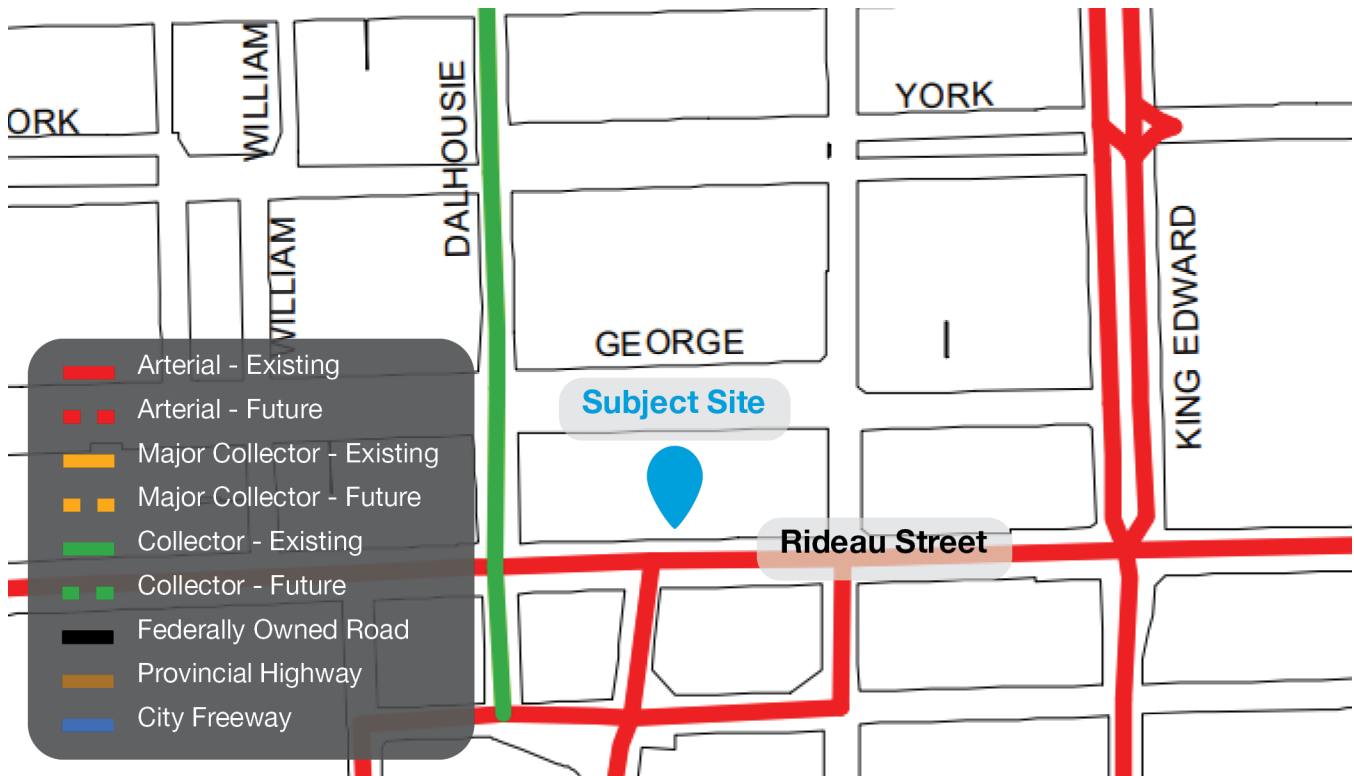 WILLIAM
DALHOUSIE
YORK
ORK
WILLIAM
KING EDWARD
GEORGE
Subject Site
Rideau Street
Arterial - Existing
Arterial - Future
Major Collector - Existing
Major Collector - Future
Collector - Existing
Collector - Future
Federally Owned Road
Provincial Highway
City Freeway